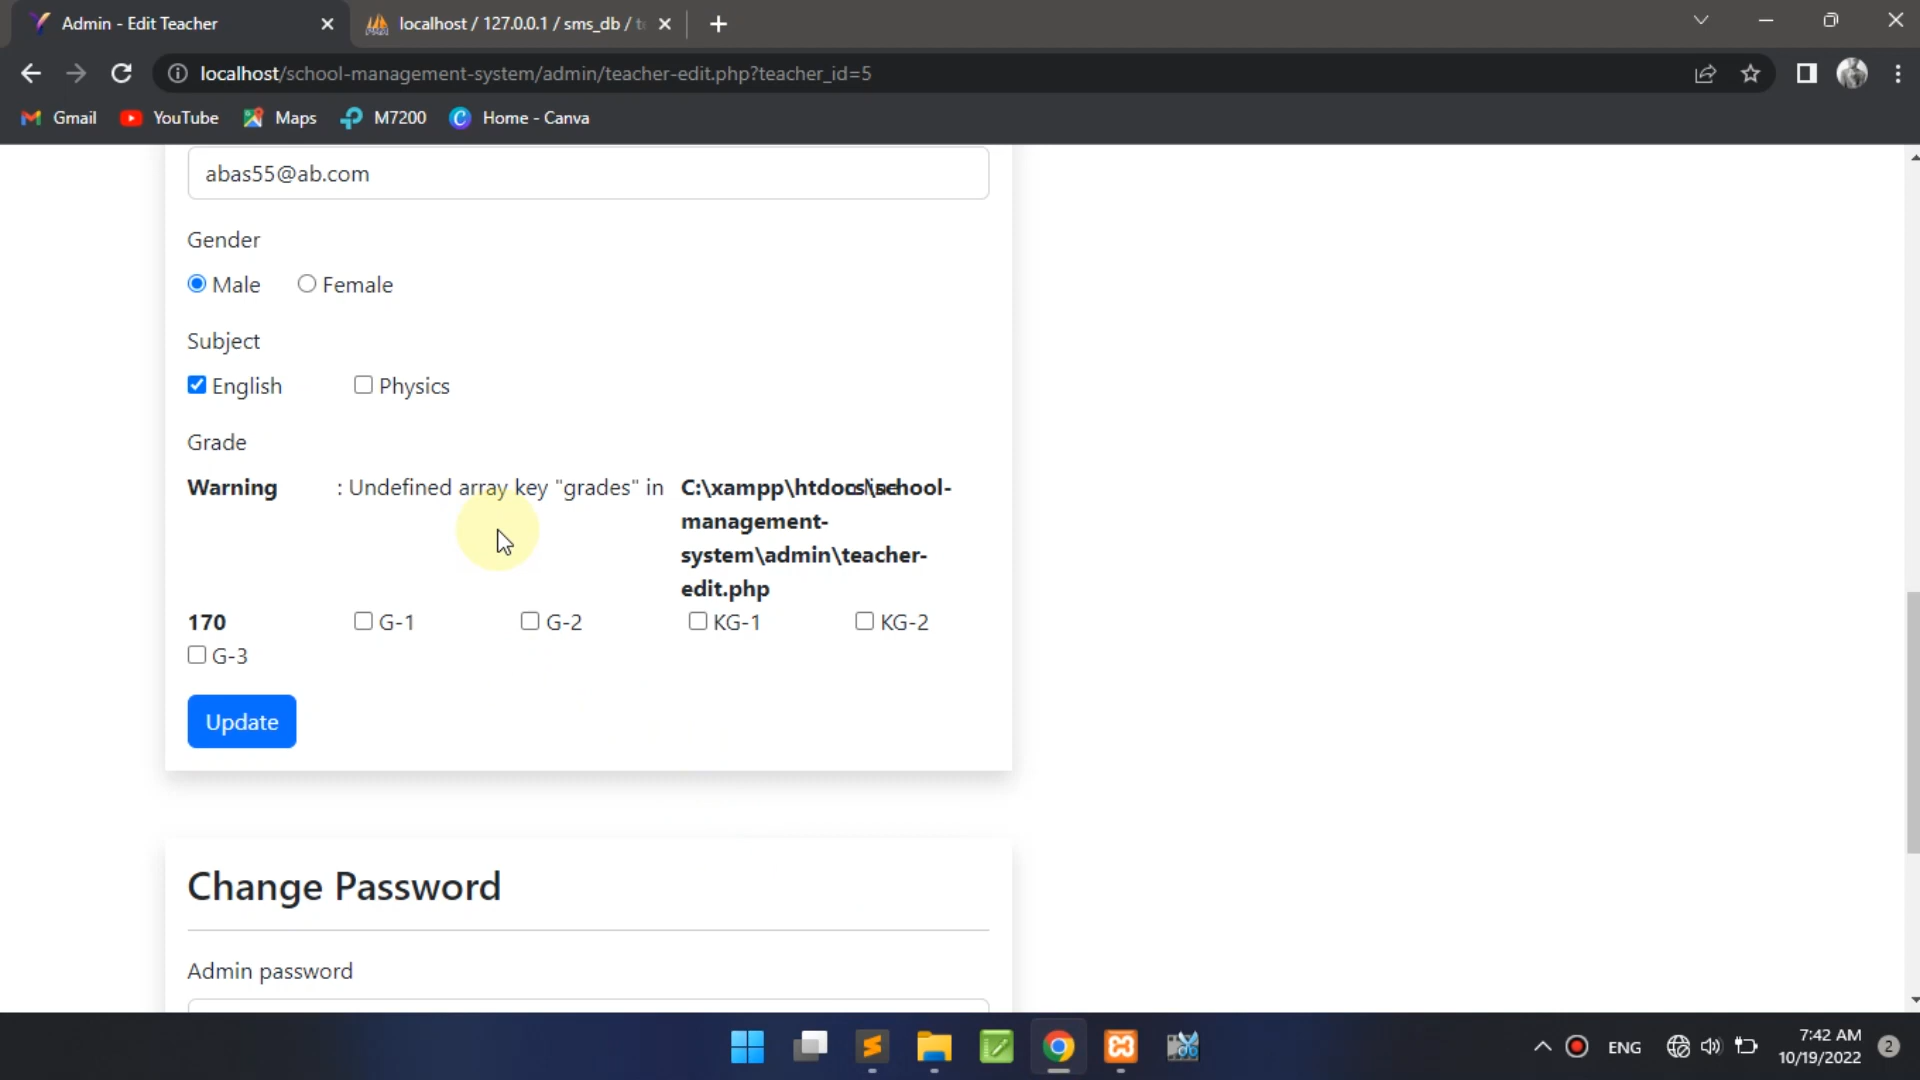 Admin - Edit Teacher
localhost / 127.0.0.1 / sms_db / t
localhost/school-management-system/admin/teacher-edit.php?teacher_id=5
Gmail YouTube Maps M7200 Home - Canva
abas55@ab.com
Gender
Male Female
Subject
English Physics
Grade
Warning : Undefined array key "grades" in C:\xampp\htdocs\school-
management-
system\admin\teacher-
edit.php
170 G-1 G-2 KG-1 KG-2
G-3
Update
Change Password
Admin password
ENG
7:42 AM
10/19/2022
2